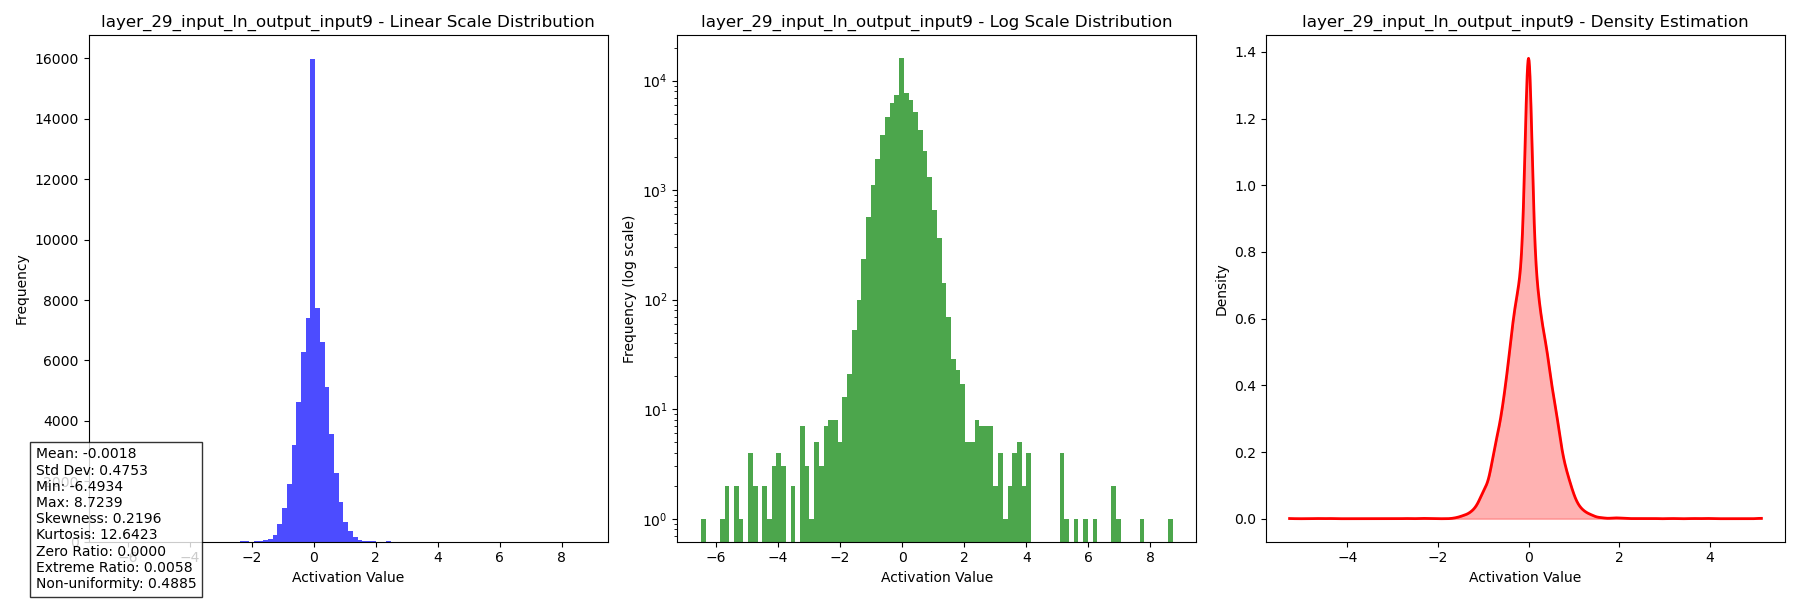 layer_29_input_ln_output_input9 - Linear Scale Distribution
16000
14000
12000
10000
8000
6000
4000
2000
0
Frequency
−6
−4
−2
0
2
4
6
8
Activation Value
Mean: -0.0018
Std Dev: 0.4753
Min: -6.4934
Max: 8.7239
Skewness: 0.2196
Kurtosis: 12.6423
Zero Ratio: 0.0000
Extreme Ratio: 0.0058
Non-uniformity: 0.4885
layer_29_input_ln_output_input9 - Log Scale Distribution
10⁴
10³
10²
10¹
10⁰
Frequency (log scale)
−6
−4
−2
0
2
4
6
8
Activation Value
layer_29_input_ln_output_input9 - Density Estimation
1.4
1.2
1.0
0.8
0.6
0.4
0.2
0.0
Density
−4
−2
0
2
4
Activation Value